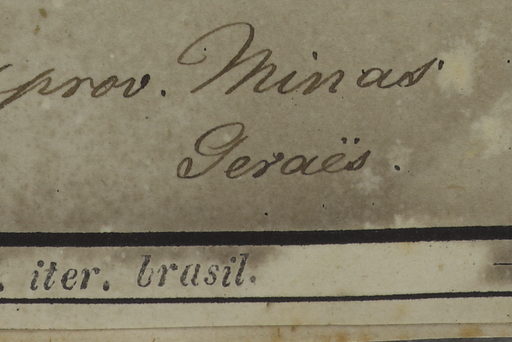 prov. Minas
Geraës.
. iter. brasil.